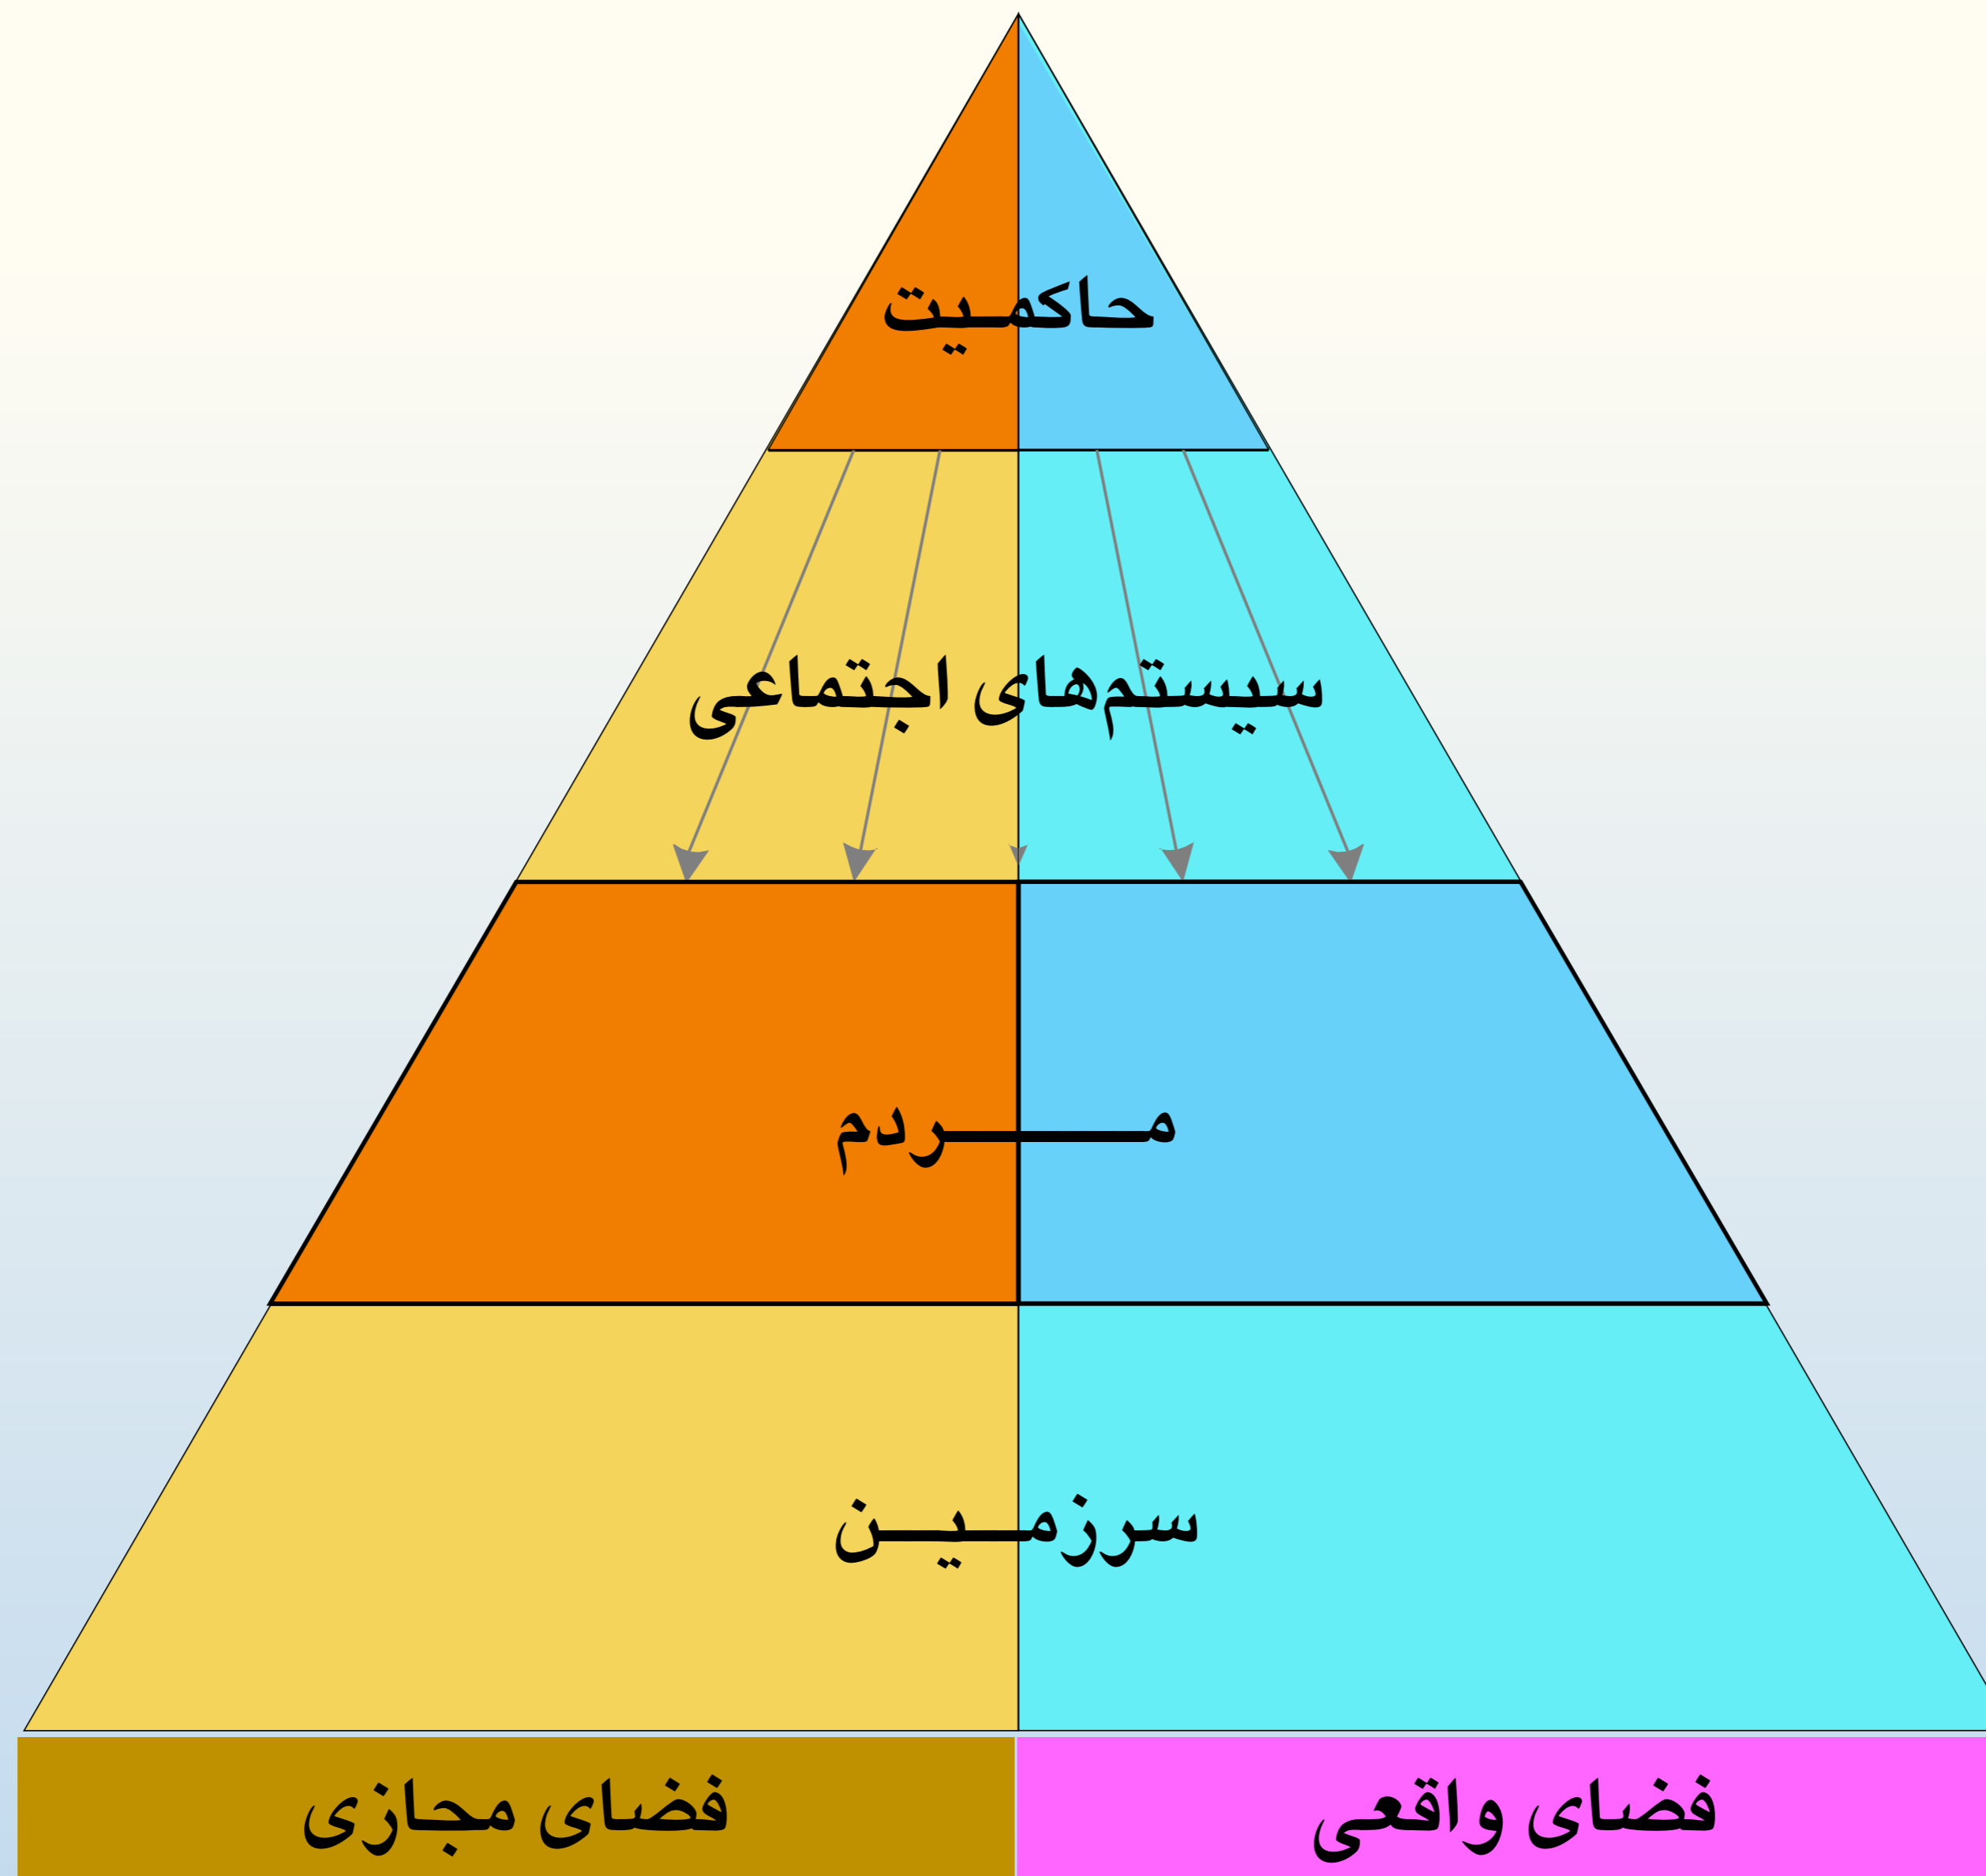 حاکمیت
سیستم‌های اجتماعی
مردم
سرزمین
فضای واقعی
فضای مجازی